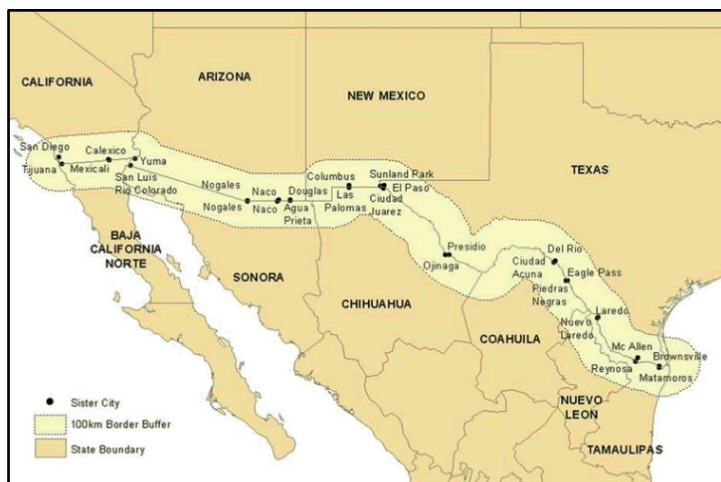 CALIFORNIA
ARIZONA
NEW MEXICO
TEXAS
San Diego
Tijuana
Calexico
Mexicali
Yuma
San Luis
Rio Colorado
Nogales
Nogales
Naco
Naco
Douglas
Agua
Prieta
Columbus
Las
Palomas
Sunland Park
El Paso
Ciudad
Juarez
Presidio
Ojinaga
Del Rio
Ciudad
Acuna
Eagle Pass
Piedras
Negras
Laredo
Nuevo
Laredo
Mc Allen
Reynosa
Brownsville
Matamoros
BAJA
CALIFORNIA
NORTE
SONORA
CHIHUAHUA
COAHUILA
NUEVO
LEON
TAMAULIPAS
Sister City
100km Border Buffer
State Boundary